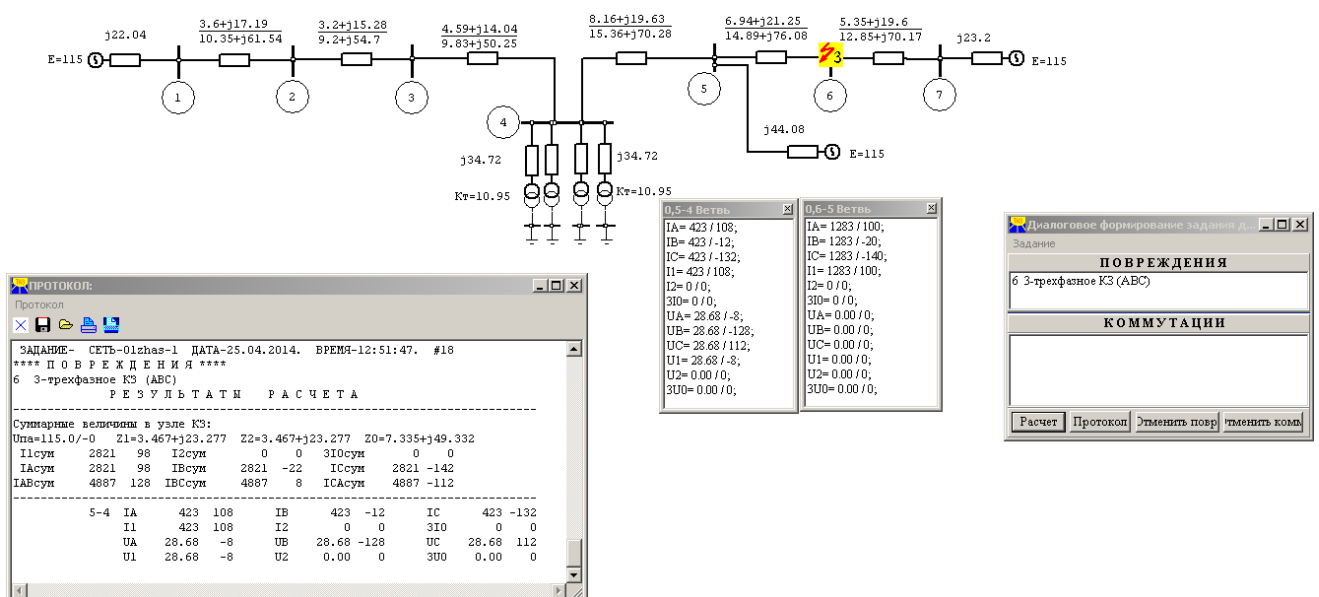 j22.04
3.6+j17.19
10.35+j61.54
3.2+j15.28
9.2+j54.7
4.59+j14.04
9.83+j50.25
8.16+j19.63
15.36+j70.28
6.94+j21.25
14.89+j76.08
5.35+j19.6
12.85+j70.17
j23.2
E=115
3
E=115
1
2
3
5
6
7
4
j44.08
E=115
j34.72
j34.72
Кт=10.95
Кт=10.95
0,5-4 Ветвь
IA= 423 / 108;
IB= 423 / -12;
IC= 423 / -132;
I1= 423 / 108;
I2= 0 / 0;
3I0= 0 / 0;
UA= 28.68 / -8;
UB= 28.68 / -128;
UC= 28.68 / 112;
U1= 28.68 / -8;
U2= 0.00 / 0;
3U0= 0.00 / 0;
0,6-5 Ветвь
IA= 1283 / 100;
IB= 1283 / -20;
IC= 1283 / -140;
I1= 1283 / 100;
I2= 0 / 0;
3I0= 0 / 0;
UA= 0.00 / 0;
UB= 0.00 / 0;
UC= 0.00 / 0;
U1= 0.00 / 0;
U2= 0.00 / 0;
3U0= 0.00 / 0;
Диалоговое формирование задания д...
Задание
ПОВРЕЖДЕНИЯ
6 3-трехфазное КЗ (ABC)
КОММУТАЦИИ
Расчет Протокол Отменить повр тменить комм
ПРОТОКОЛ:
Протокол
ЗАДАНИЕ- СЕТЬ-01zhas-1 ДАТА-25.04.2014. ВРЕМЯ-12:51:47. #18
**** П О В Р Е Ж Д Е Н И Я ****
6 3-трехфазное КЗ (ABC)
Р Е З У Л Ь Т А Т Ы Р А С Ч Е Т А
Суммарные величины в узле КЗ:
Uпа=115.0/-0 Z1=3.467+j23.277 Z2=3.467+j23.277 Z0=7.335+j49.332
I1сум 2821 98 I2сум 0 0 3I0сум 0 0
IAсум 2821 98 IBсум 2821 -22 ICсум 2821 -142
IABсум 4887 128 IBCсум 4887 8 ICAсум 4887 -112
5-4 IA 423 108 IB 423 -12 IC 423 -132
I1 423 108 I2 0 0 3I0 0 0
UA 28.68 -8 UB 28.68 -128 UC 28.68 112
U1 28.68 -8 U2 0.00 0 3U0 0.00 0